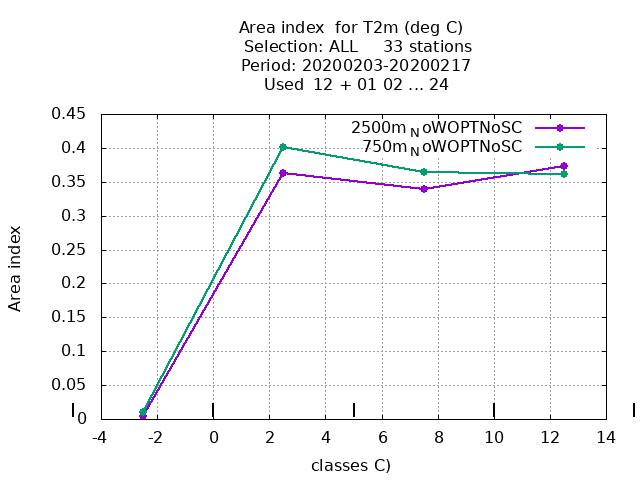 Area index  for T2m (deg C)
Selection: ALL     33 stations
Period: 20200203-20200217
Used  12 + 01 02 ... 24
2500m_NoWOPTNoSC
750m_NoWOPTNoSC
0.45
0.4
0.35
0.3
0.25
0.2
0.15
0.1
0.05
0
Area index
-4 -2 0 2 4 6 8 10 12 14
classes C)